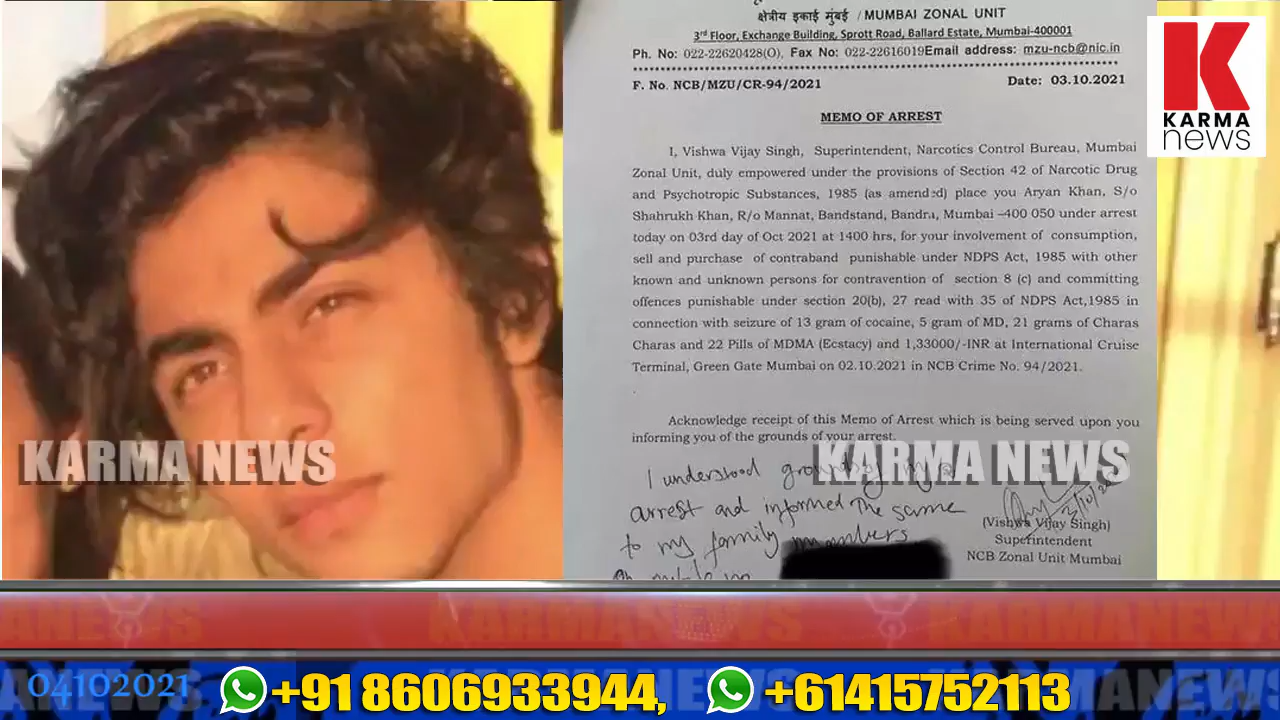 क्षेत्रीय इकाई मुंबई / MUMBAI ZONAL UNIT
3rd Floor, Exchange Building, Sprott Road, Ballard Estate, Mumbai-400001
Ph. No: 022-22620428(O), Fax No: 022-22616019Email address: mzu-ncb@nic.in
F. No. NCB/MZU/CR-94/2021 Date: 03.10.2021
MEMO OF ARREST
I, Vishwa Vijay Singh, Superintendent, Narcotics Control Bureau, Mumbai
Zonal Unit, duly empowered under the provisions of Section 42 of Narcotic Drug
and Psychotropic Substances, 1985 (as amended) place you Aryan Khan, S/o
Shahrukh Khan, R/o Mannat, Bandstand, Bandra, Mumbai –400 050 under arrest
today on 03rd day of Oct 2021 at 1400 hrs, for your involvement of consumption,
sell and purchase of contraband punishable under NDPS Act, 1985 with other
known and unknown persons for contravention of section 8 (c) and committing
offences punishable under section 20(b), 27 read with 35 of NDPS Act,1985 in
connection with seizure of 13 gram of cocaine, 5 gram of MD, 21 grams of Charas
Charas and 22 Pills of MDMA (Ecstacy) and 1,33000/-INR at International Cruise
Terminal, Green Gate Mumbai on 02.10.2021 in NCB Crime No. 94/2021.
Acknowledge receipt of this Memo of Arrest which is being served upon you
informing you of the grounds of your arrest.
I understood grounds of my
arrest and informed the same
to my family members
(Vishwa Vijay Singh)
Superintendent
NCB Zonal Unit Mumbai
KARMA
news
KARMA NEWS
KARMA NEWS
KARMANEWS
KARMANEWS
04102021
+91 8606933944, +61415752113